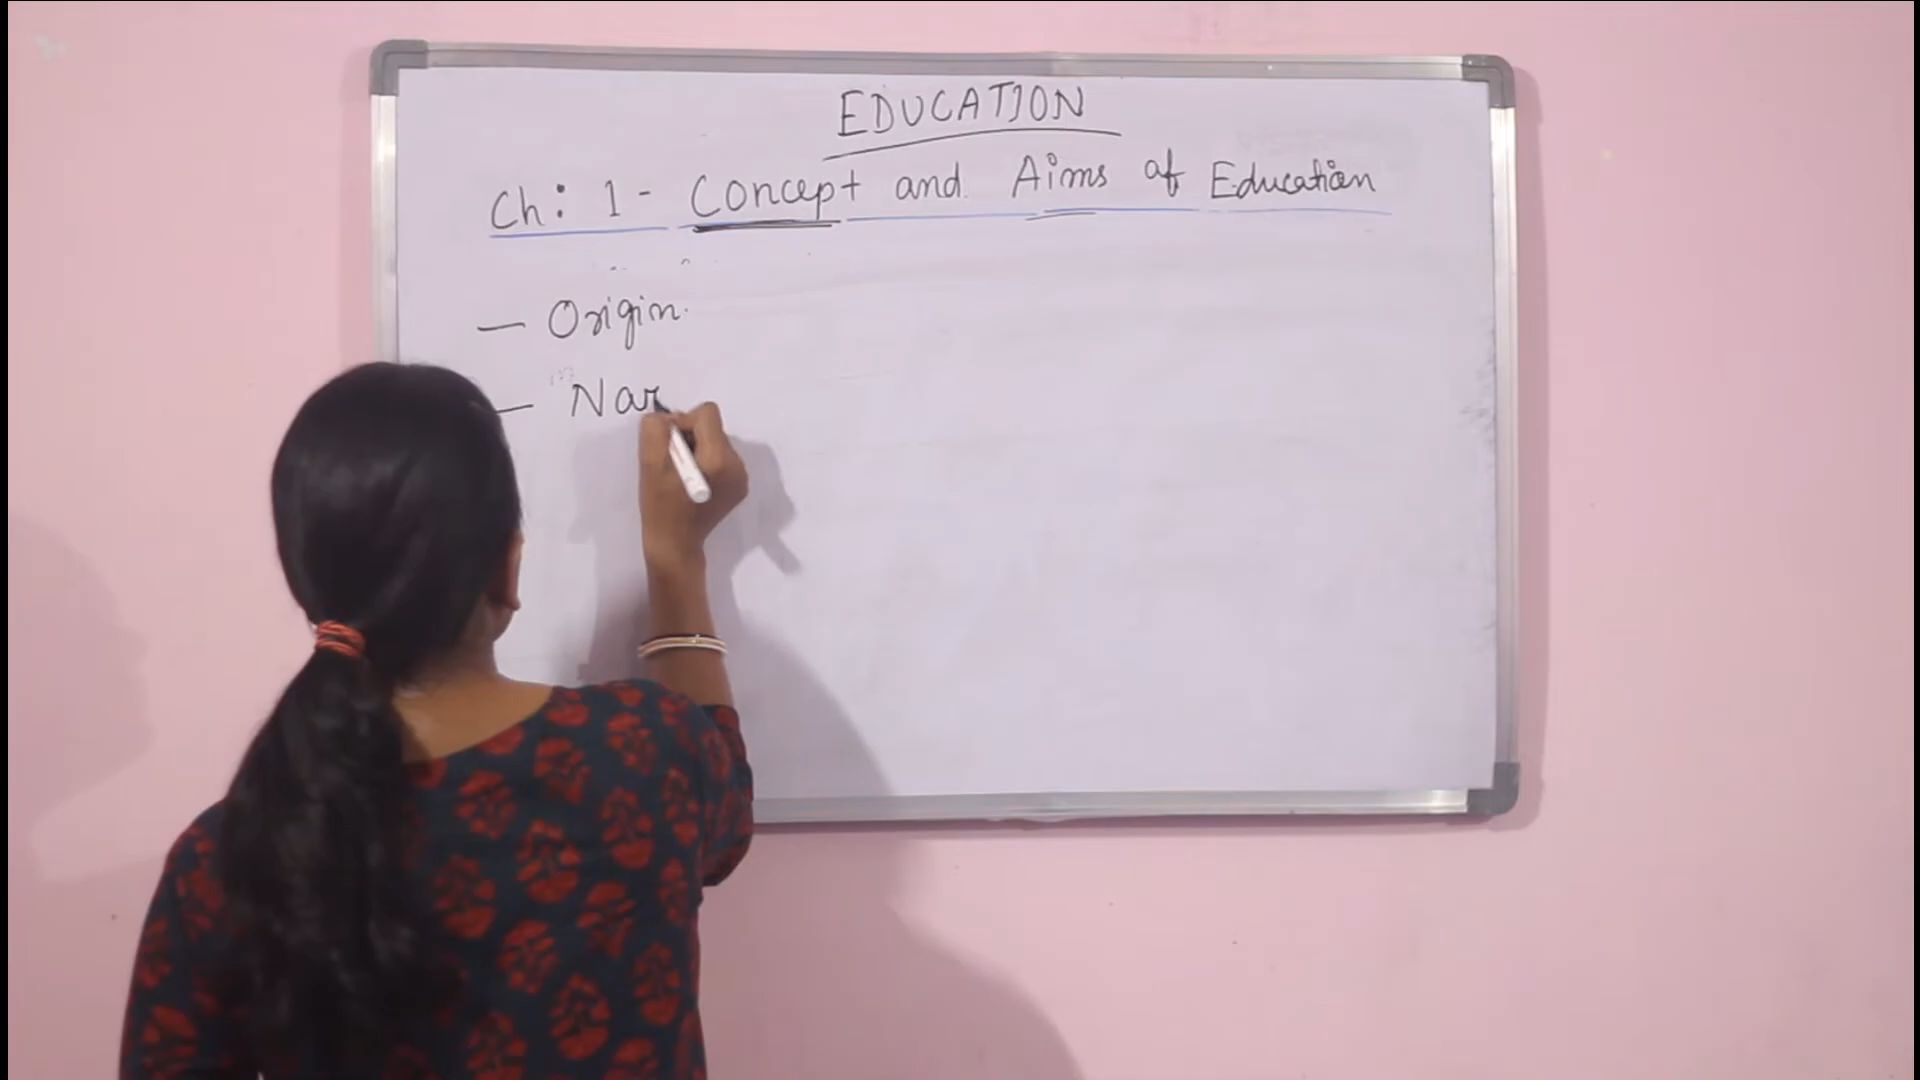 EDUCATION
Ch: 1 - Concept and Aims of Education
— Origin.
— Nar